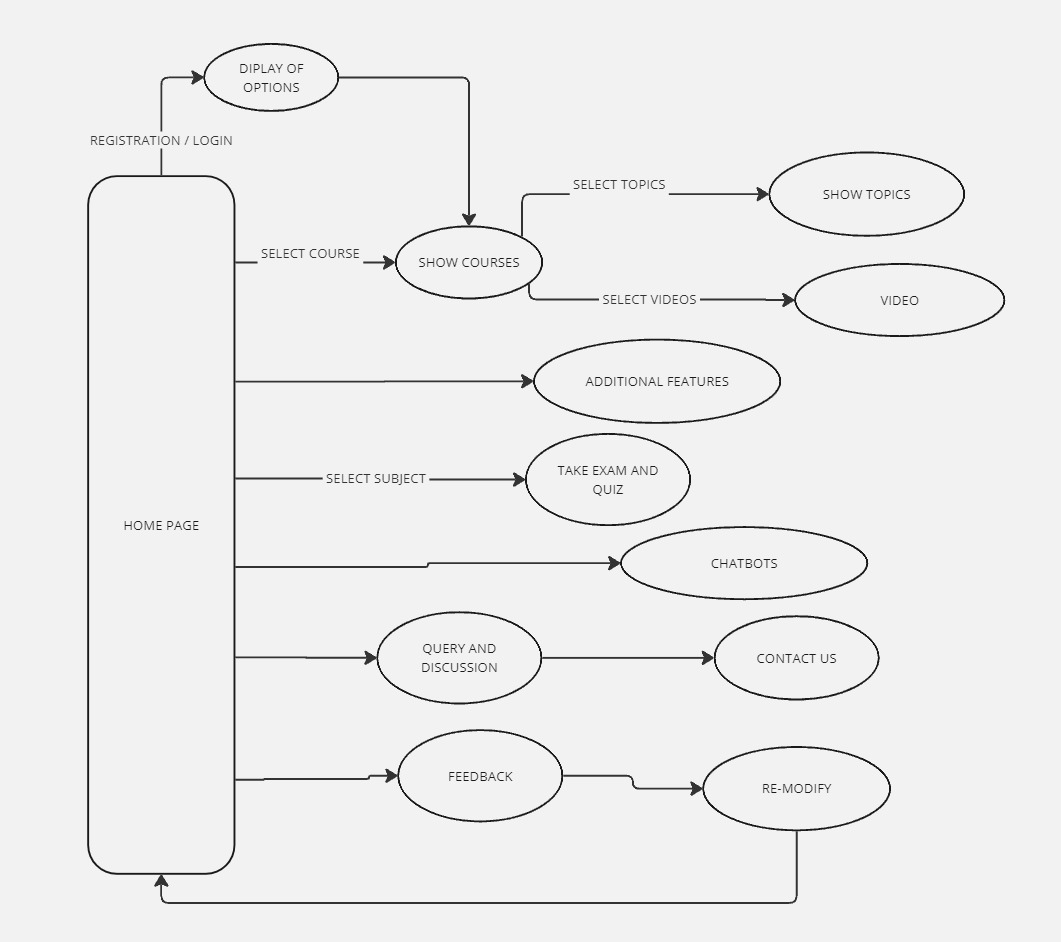 DIPLAY OF
OPTIONS
REGISTRATION / LOGIN
SELECT TOPICS
SHOW TOPICS
SELECT COURSE
SHOW COURSES
SELECT VIDEOS
VIDEO
ADDITIONAL FEATURES
SELECT SUBJECT
TAKE EXAM AND
QUIZ
HOME PAGE
CHATBOTS
QUERY AND
DISCUSSION
CONTACT US
FEEDBACK
RE-MODIFY